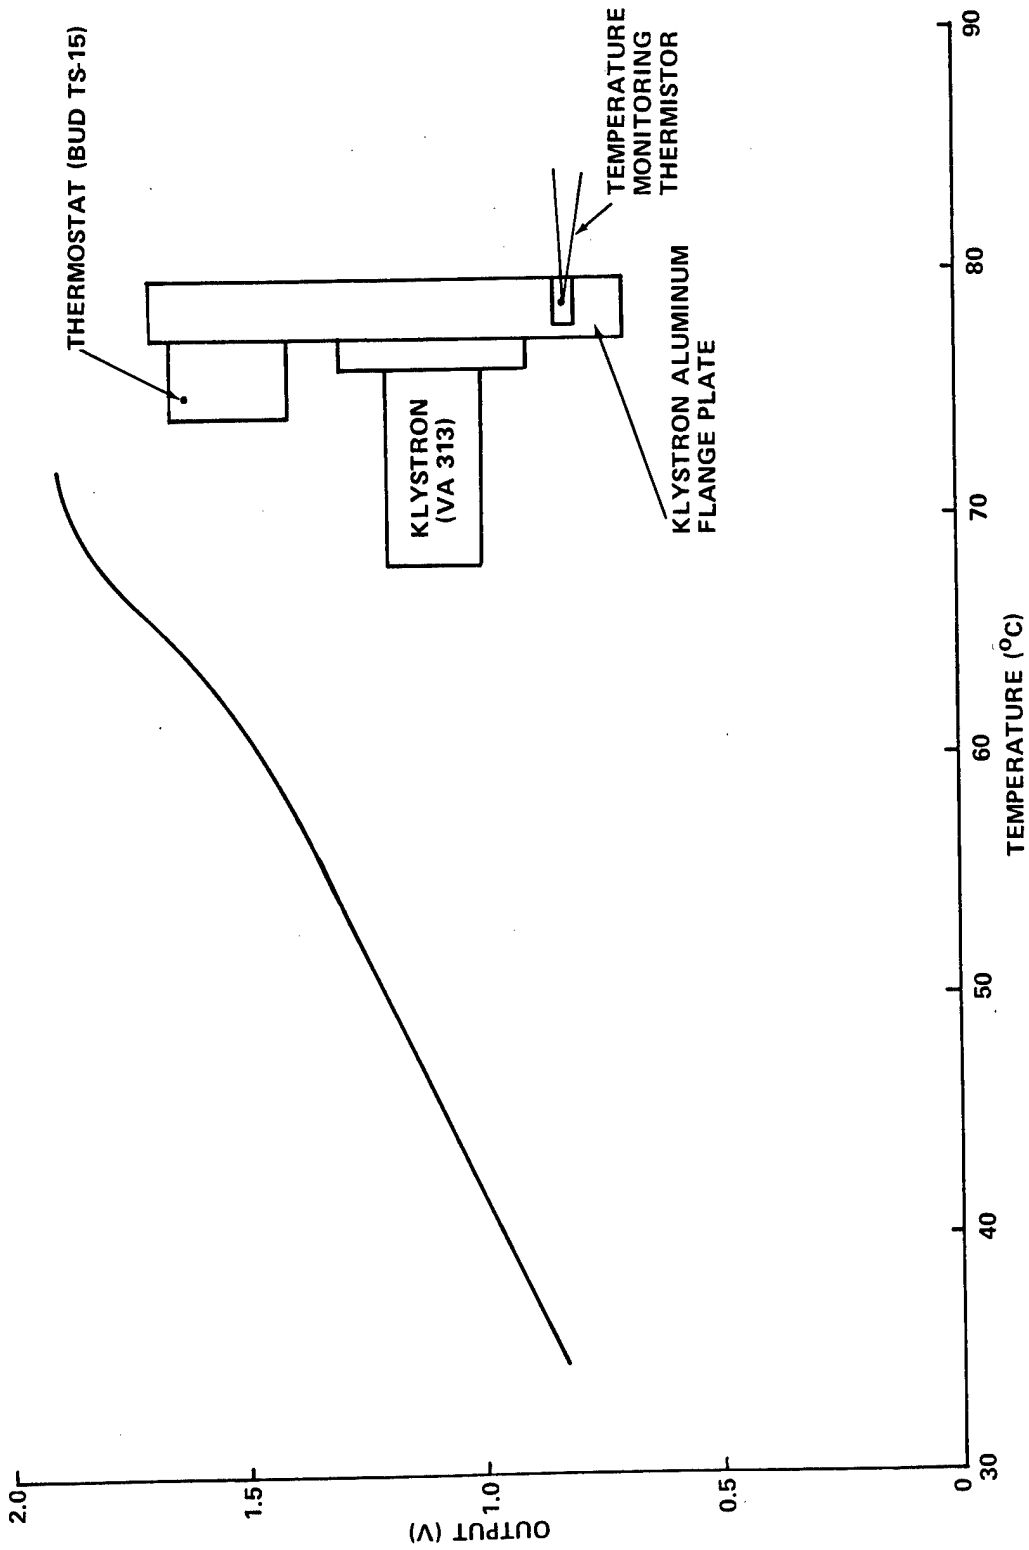 THERMOSTAT (BUD TS-15)
KLYSTRON
(VA 313)
TEMPERATURE
MONITORING
THERMISTOR
KLYSTRON ALUMINUM
FLANGE PLATE
OUTPUT (V)
2.0
1.5
1.0
0.5
0
30
40
50
60
70
80
90
TEMPERATURE (°C)